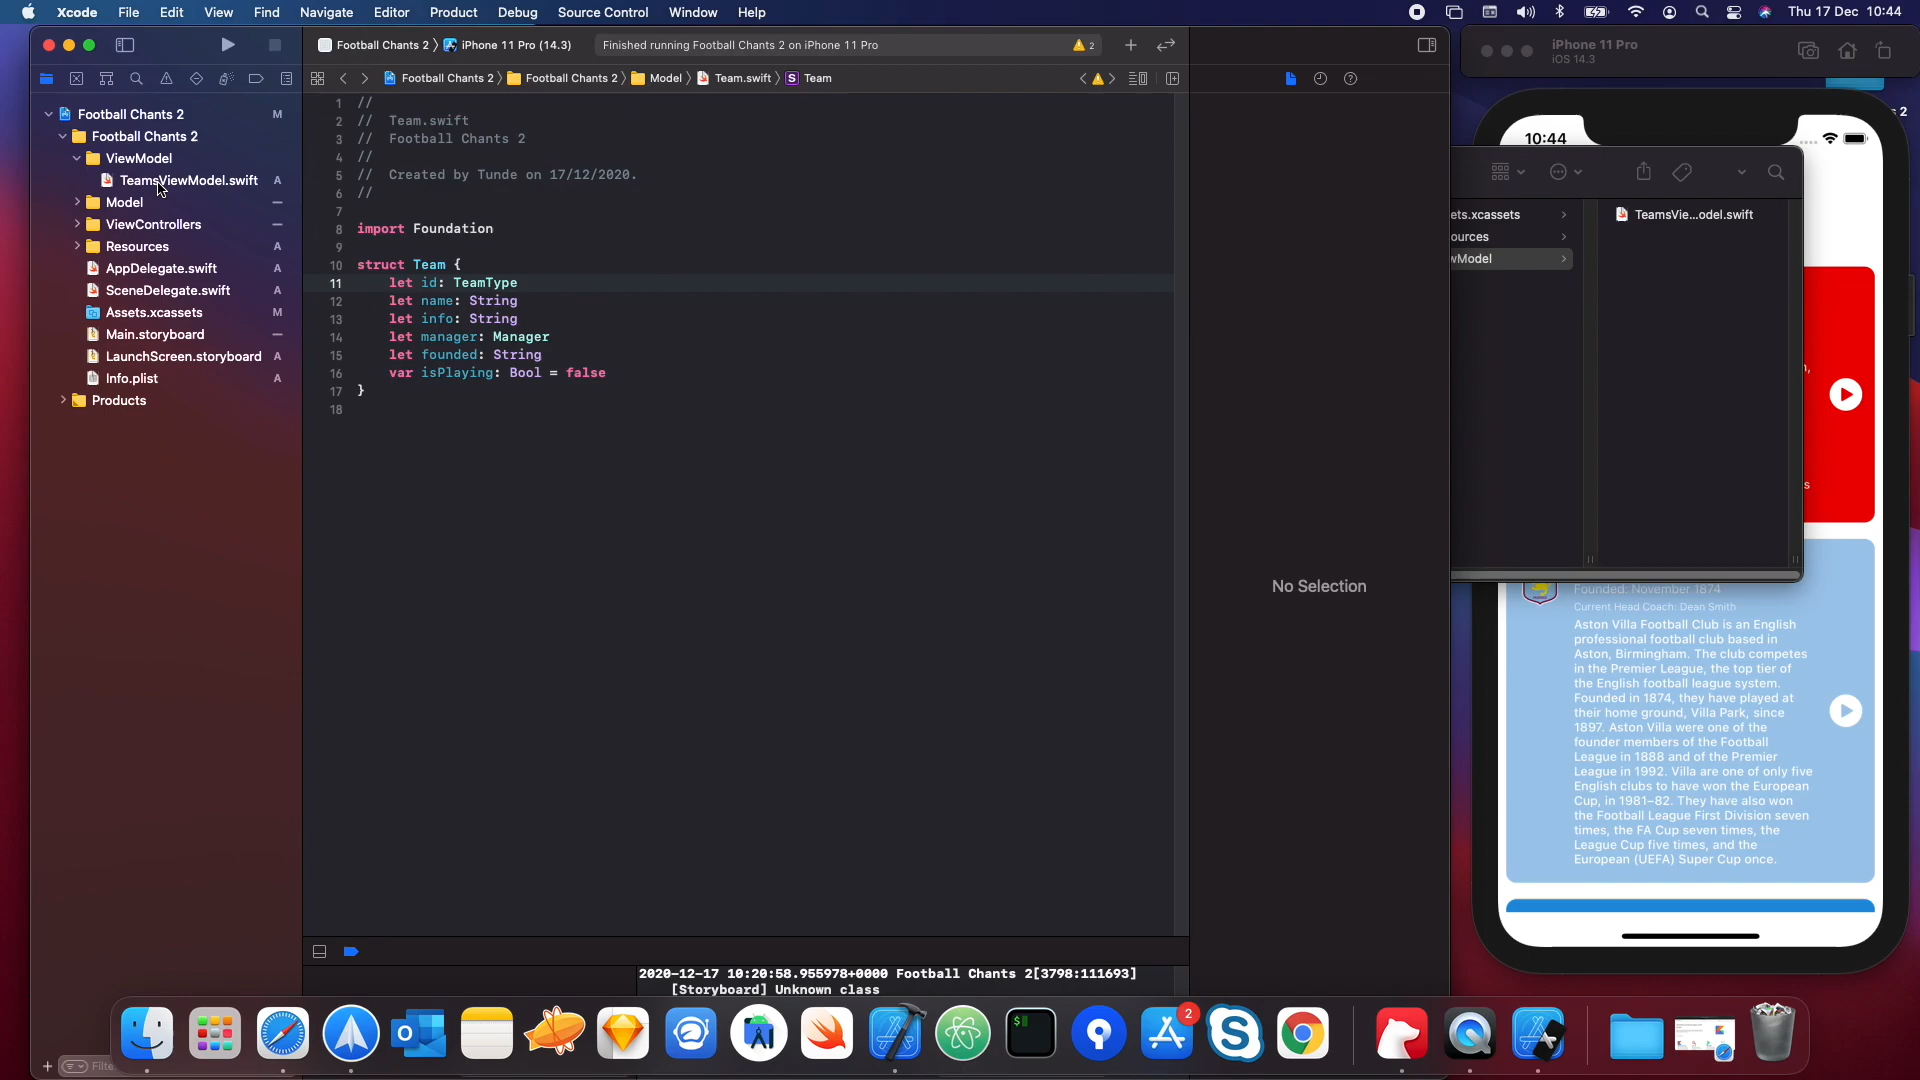 Xcode File Edit View Find Navigate Editor Product Debug Source Control Window Help
Thu 17 Dec 10:44
Football Chants 2 〉 iPhone 11 Pro (14.3)
Finished running Football Chants 2 on iPhone 11 Pro
2
iPhone 11 Pro
iOS 14.3
Football Chants 2 〉 Football Chants 2 〉 Model 〉 Team.swift 〉 S Team
Football Chants 2 M
Football Chants 2
ViewModel
TeamsViewModel.swift A
Model –
ViewControllers –
Resources A
AppDelegate.swift A
SceneDelegate.swift A
Assets.xcassets M
Main.storyboard –
LaunchScreen.storyboard A
Info.plist A
Products
1 //
2 // Team.swift
3 // Football Chants 2
4 //
5 // Created by Tunde on 17/12/2020.
6 //
7
8 import Foundation
9
10 struct Team {
11 let id: TeamType
12 let name: String
13 let info: String
14 let manager: Manager
15 let founded: String
16 var isPlaying: Bool = false
17 }
18
No Selection
s 2
10:44
ets.xcassets
ources
wModel
TeamsVie...odel.swift
n,
s
Founded: November 1874
Current Head Coach: Dean Smith
Aston Villa Football Club is an English
professional football club based in
Aston, Birmingham. The club competes
in the Premier League, the top tier of
the English football league system.
Founded in 1874, they have played at
their home ground, Villa Park, since
1897. Aston Villa were one of the
founder members of the Football
League in 1888 and of the Premier
League in 1992. Villa are one of only five
English clubs to have won the European
Cup, in 1981–82. They have also won
the Football League First Division seven
times, the FA Cup seven times, the
League Cup five times, and the
European (UEFA) Super Cup once.
2020-12-17 10:20:58.955978+0000 Football Chants 2[3798:111693]
[Storyboard] Unknown class
Filte
2